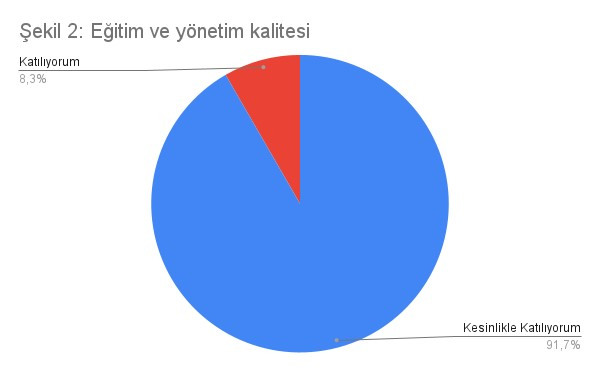 Şekil 2: Eğitim ve yönetim kalitesi
Katılıyorum
8,3%
Kesinlikle Katılıyorum
91,7%